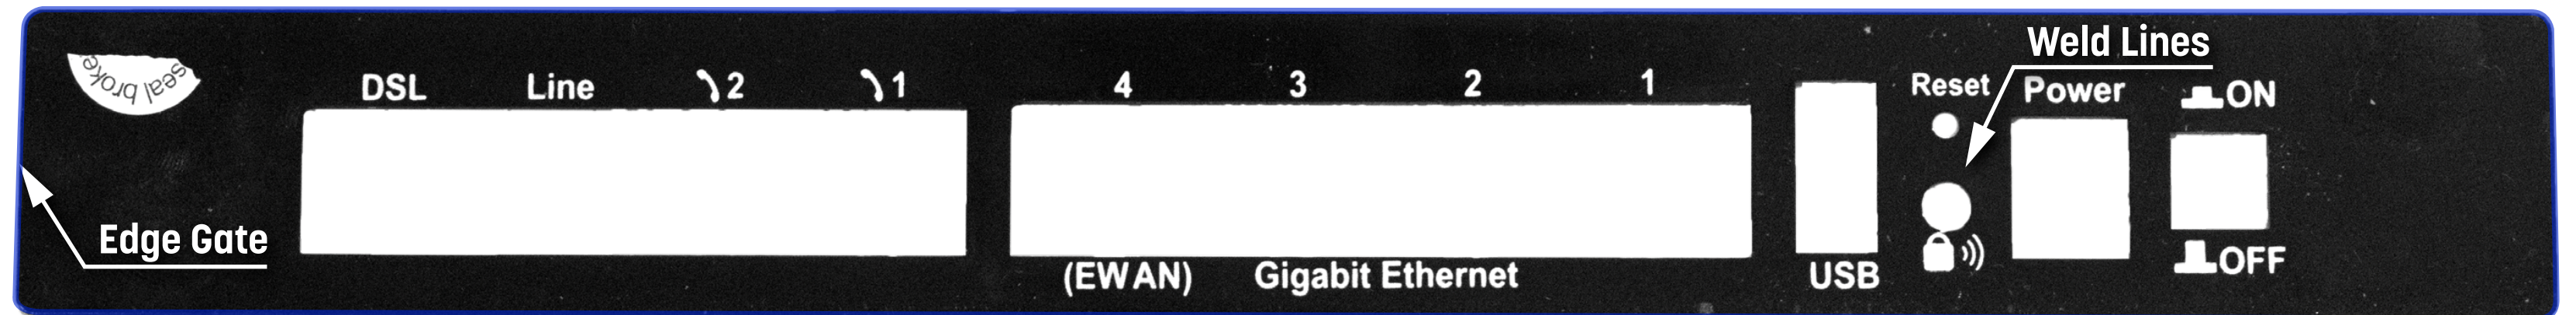 Weld Lines
seal broke
DSL Line 2 1 4 3 2 1 Reset Power ON
Edge Gate
(EWAN) Gigabit Ethernet USB OFF